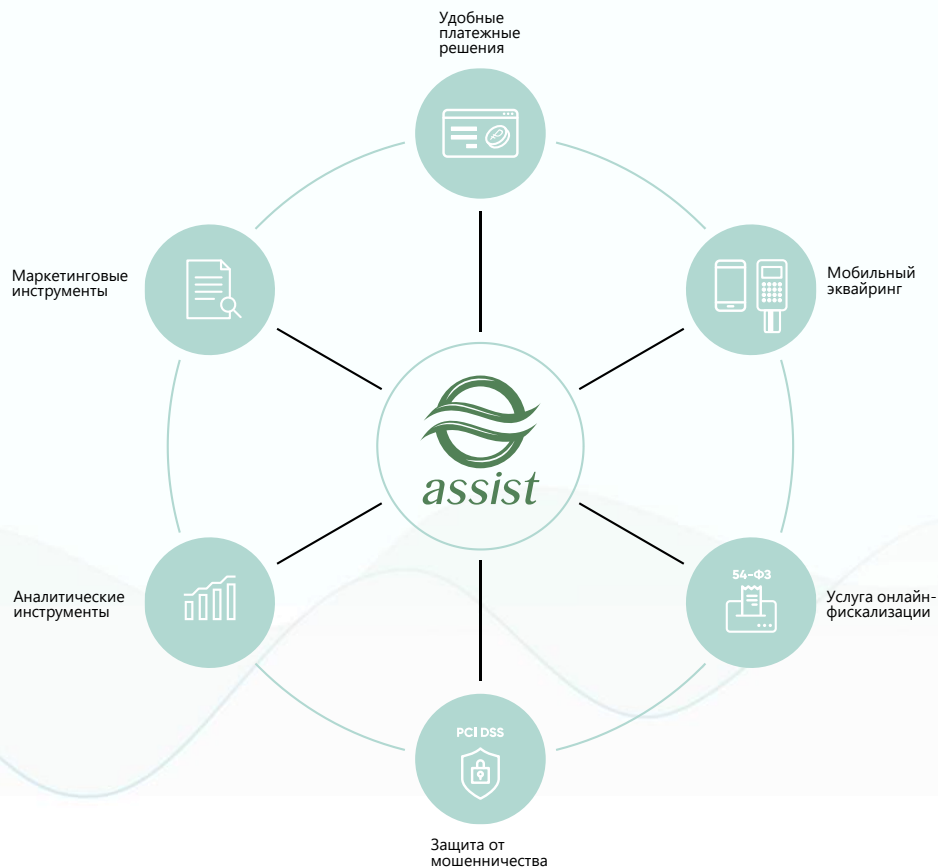 Удобные
платежные
решения
Маркетинговые
инструменты
Мобильный
эквайринг
assist
Аналитические
инструменты
54-ФЗ
Услуга онлайн-
фискализации
PCI DSS
Защита от
мошенничества